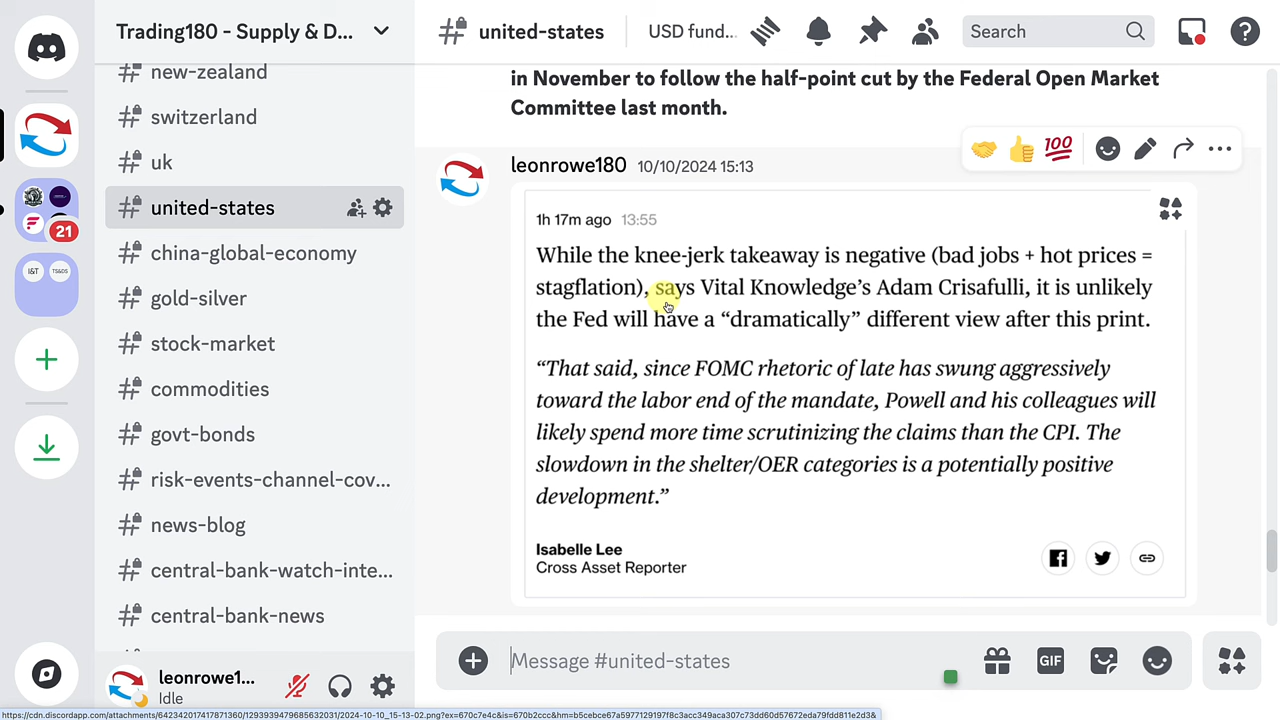 Trading180 - Supply & D...
united-states
USD fund...
Search
new-zealand
switzerland
uk
united-states
china-global-economy
gold-silver
stock-market
commodities
govt-bonds
risk-events-channel-cov...
news-blog
central-bank-watch-inte...
central-bank-news
21
I&T
TS&DS
leonrowe1...
Idle
in November to follow the half-point cut by the Federal Open Market
Committee last month.
100
leonrowe180 10/10/2024 15:13
1h 17m ago 13:55
While the knee-jerk takeaway is negative (bad jobs + hot prices =
stagflation), says Vital Knowledge’s Adam Crisafulli, it is unlikely
the Fed will have a “dramatically” different view after this print.
“That said, since FOMC rhetoric of late has swung aggressively
toward the labor end of the mandate, Powell and his colleagues will
likely spend more time scrutinizing the claims than the CPI. The
slowdown in the shelter/OER categories is a potentially positive
development.”
Isabelle Lee
Cross Asset Reporter
Message #united-states
GIF